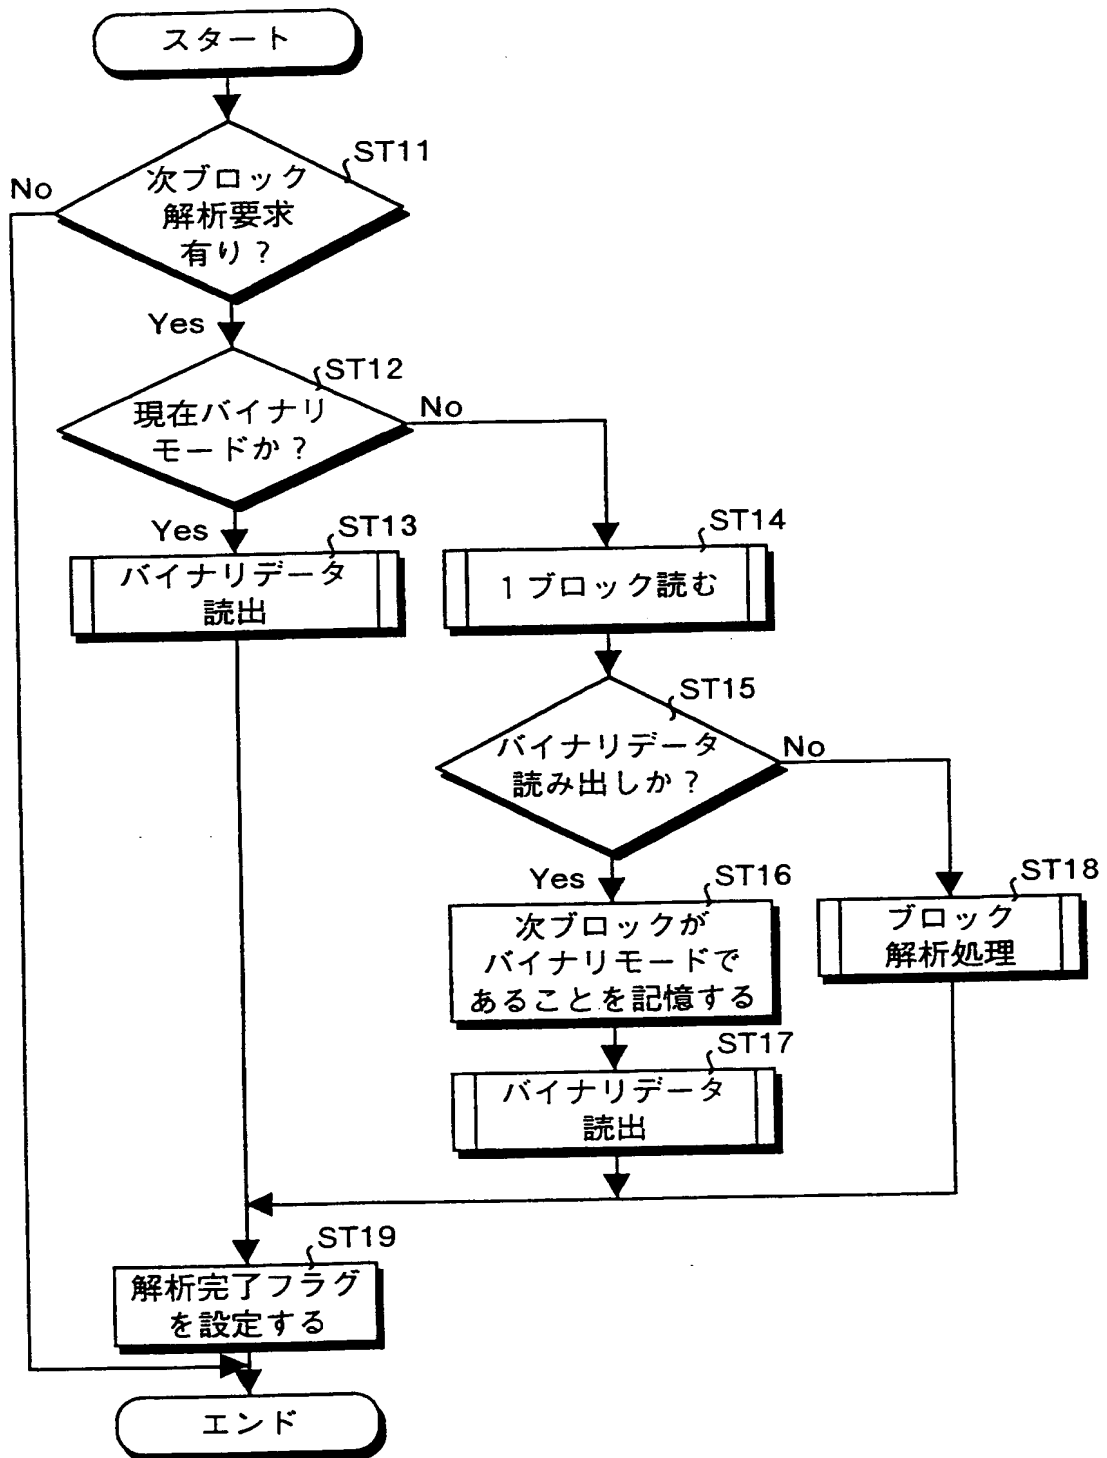 スタート
ST11
No
次ブロック
解析要求
有り?
Yes
ST12
現在バイナリ
モードか?
No
Yes
ST13
バイナリデータ
読出
ST14
1ブロック読む
ST15
バイナリデータ
読み出しか?
No
Yes
ST16
次ブロックが
バイナリモードで
あることを記憶する
ST18
ブロック
解析処理
ST17
バイナリデータ
読出
ST19
解析完了フラグ
を設定する
エンド